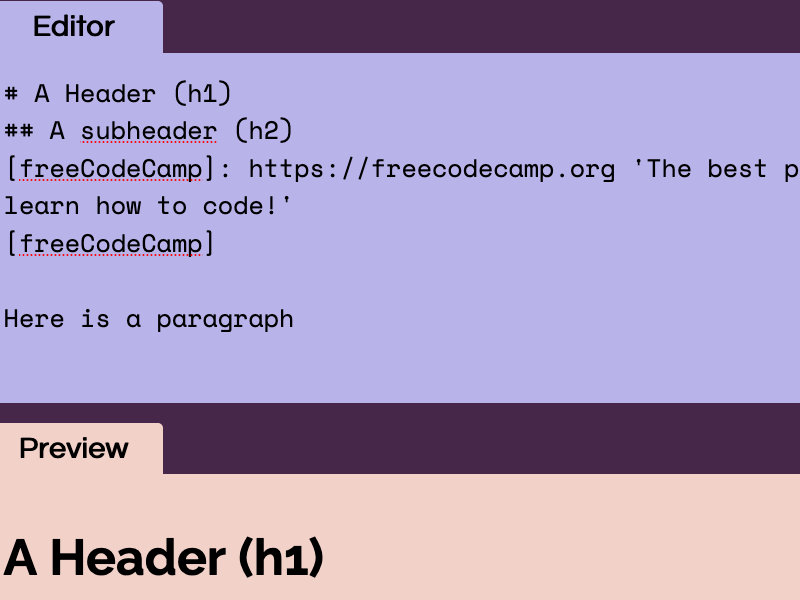 Editor
# A Header (h1)
## A subheader (h2)
[freeCodeCamp]: https://freecodecamp.org 'The best p
learn how to code!'
[freeCodeCamp]
Here is a paragraph
Preview
A Header (h1)